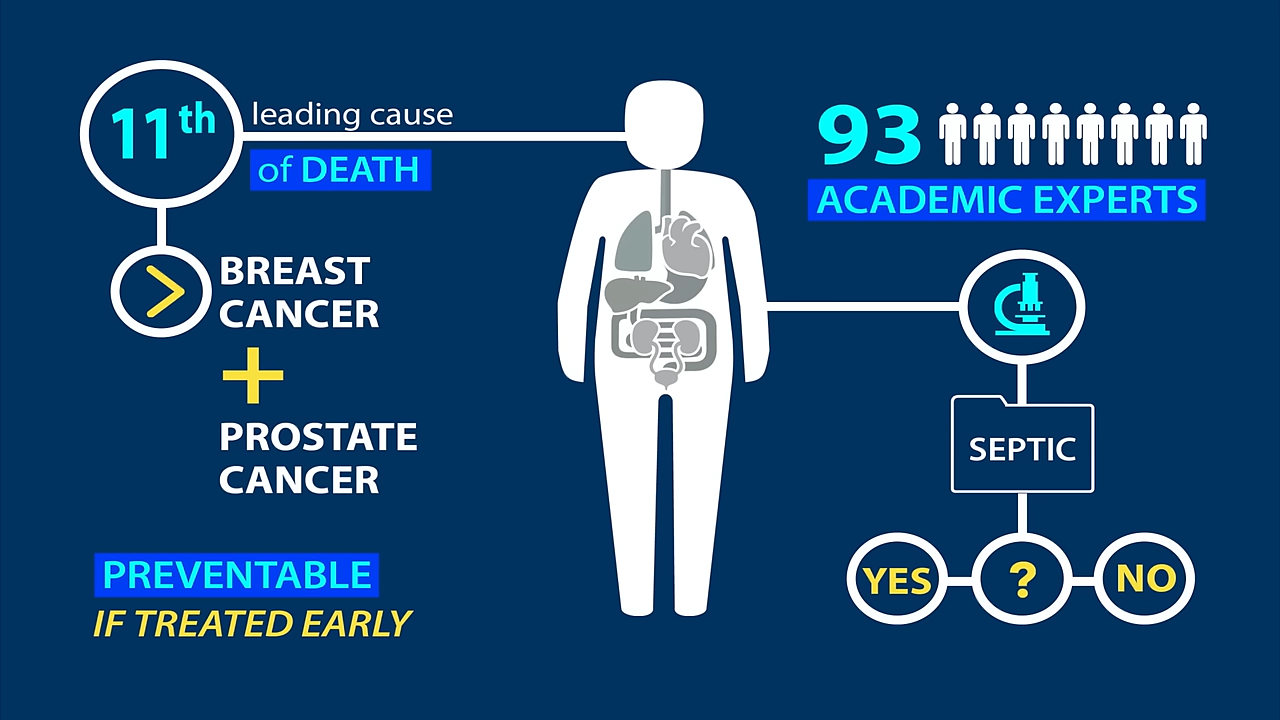 11th
leading cause
of DEATH
>
BREAST
CANCER
+
PROSTATE
CANCER
PREVENTABLE
IF TREATED EARLY
93
ACADEMIC EXPERTS
SEPTIC
YES
?
NO